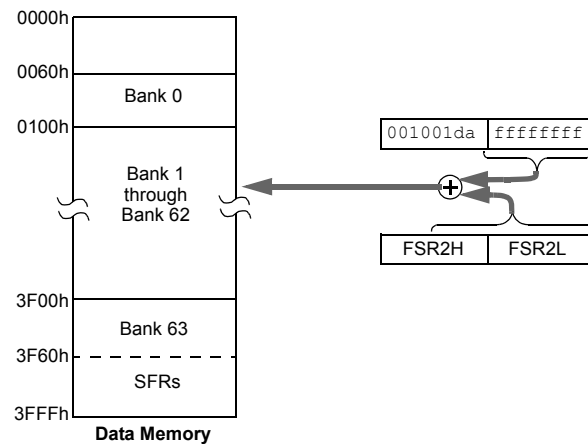 0000h
0060h
Bank 0
0100h
001001da ffffffff
Bank 1
through
Bank 62
FSR2H FSR2L
3F00h
Bank 63
3F60h
SFRs
3FFFh
Data Memory